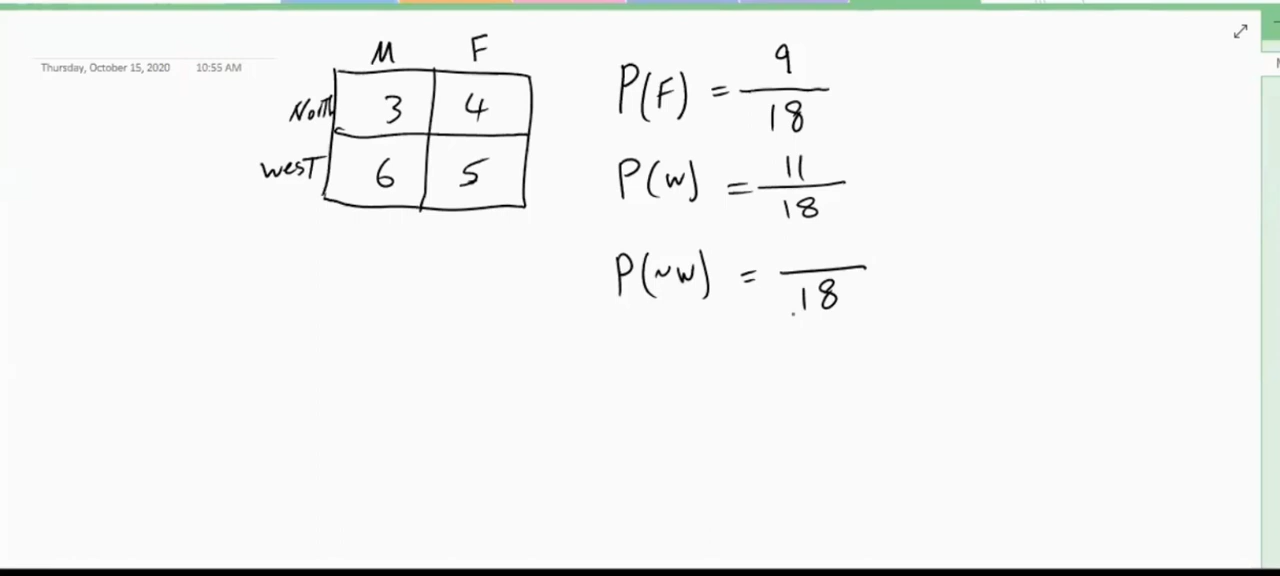 Thursday, October 15, 2020 10:55 AM
M F
North 3 4
West 6 5
P(F) = 9/18
P(W) = 11/18
P(~W) = /18